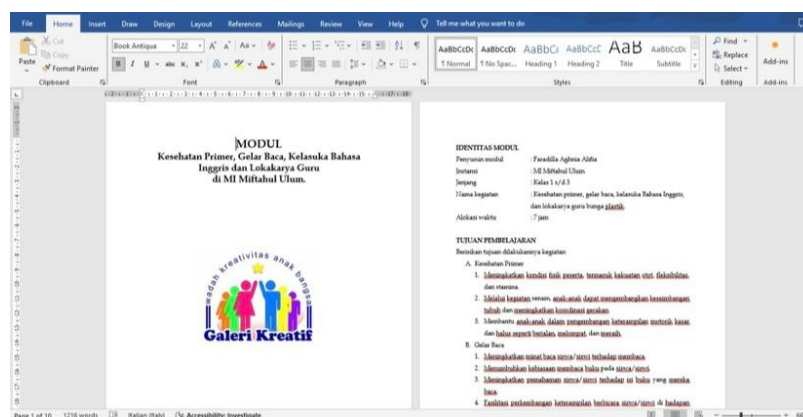 File Home Insert Draw Design Layout References Mailings Review View Help Tell me what you want to do
Cut
Copy
Paste
Format Painter
Clipboard
Book Antiqua 22
Font
Paragraph
AaBbCcDc AaBbCcDc AaBbCc AaBbCcC AaB AaBbCcDc
¶ Normal ¶ No Spac... Heading 1 Heading 2 Title Subtitle
Styles
Find
Replace
Select
Editing
Add-ins
Add-ins
MODUL
Kesehatan Primer, Gelar Baca, Kelasuka Bahasa
Inggris dan Lokakarya Guru
di MI Miftahul Ulum.
wadah kreativitas anak bangsa
Galeri Kreatif
IDENTITAS MODUL
Penyusun modul : Faradilla Aghesa Alifia
Instansi : MI Miftahul Ulum
Jenjang : Kelas 1 s/d 3
Nama kegiatan : Kesehatan primer, gelar baca, kelasuka Bahasa Inggris,
dan lokakarya guru bunga plastik.
Alokasi waktu : 7 jam
TUJUAN PEMBELAJARAN
Berisikan tujuan dilakukannya kegiatan
A. Kesehatan Primer
1. Meningkatkan kondisi fisik peserta, termasuk kekuatan otot, fleksibilitas,
dan stamina.
2. Melalui kegiatan senam, anak-anak dapat mengembangkan keseimbangan
tubuh dan meningkatkan koordinasi gerakan.
3. Membantu anak-anak dalam pengembangan keterampilan motorik kasar
dan halus seperti berjalan, melompat, dan meraih.
B. Gelar Baca
1. Meningkatkan minat baca siswa/siswi terhadap membaca.
2. Menumbuhkan kebiasaan membaca buku pada siswa/siswi.
3. Meningkatkan pemahaman siswa/siswi terhadap isi buku yang mereka
baca.
4. Fasilitasi perkembangan keterampilan berbicara siswa/siswi di hadapan
Page 1 of 10 1216 words Italian (Italy) Accessibility: Investigate